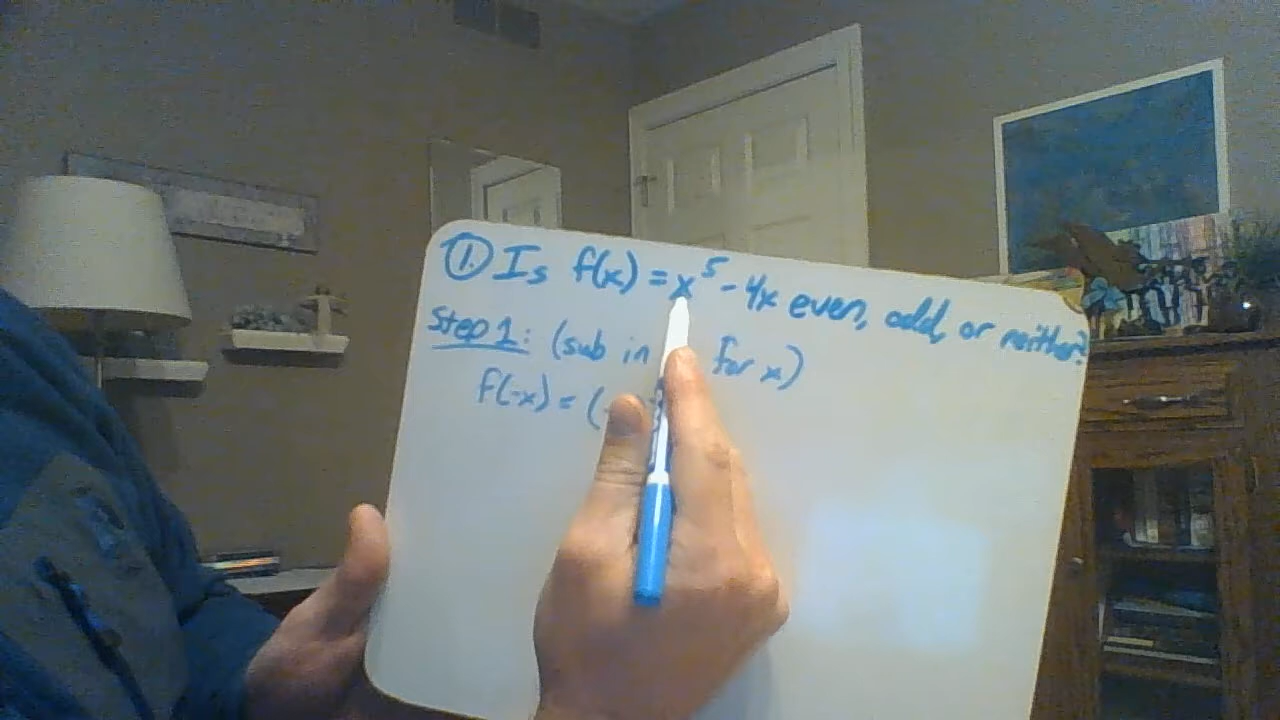 1. Is f(x) = x⁵ - 4x even, odd, or neither?
Step 1: (sub in for x)
f(-x) = (-